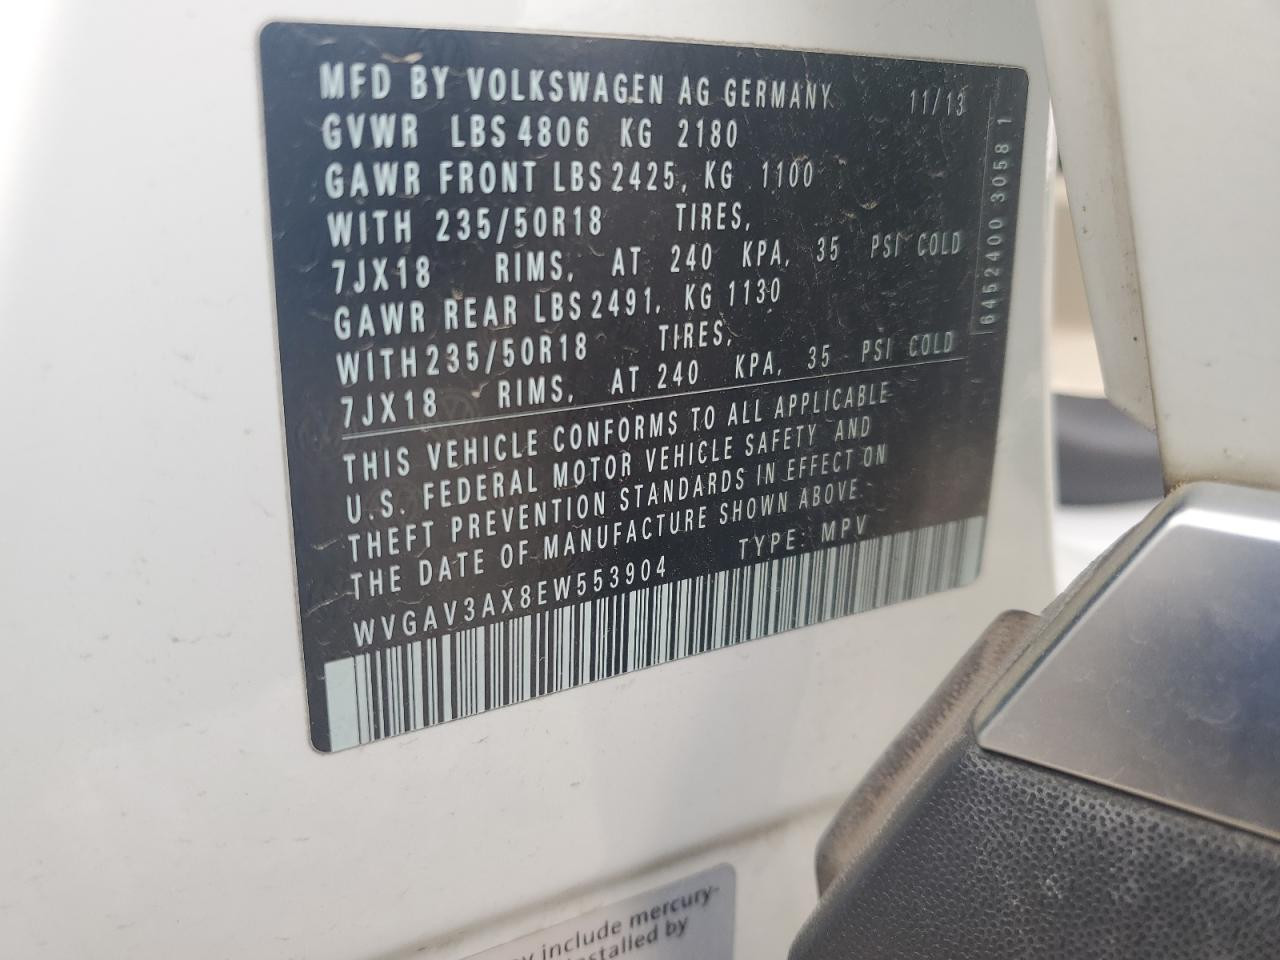 MFD BY VOLKSWAGEN AG GERMANY 11/13
GVWR LBS 4806 KG 2180
GAWR FRONT LBS 2425, KG 1100
WITH 235/50R18 TIRES,
7JX18 RIMS, AT 240 KPA, 35 PSI COLD
GAWR REAR LBS 2491, KG 1130
WITH 235/50R18 TIRES,
7JX18 RIMS, AT 240 KPA, 35 PSI COLD
THIS VEHICLE CONFORMS TO ALL APPLICABLE
U.S. FEDERAL MOTOR VEHICLE SAFETY AND
THEFT PREVENTION STANDARDS IN EFFECT ON
THE DATE OF MANUFACTURE SHOWN ABOVE
WVGAV3AX8EW553904 TYPE: MPV
6452400 3058 1
include mercury-
by